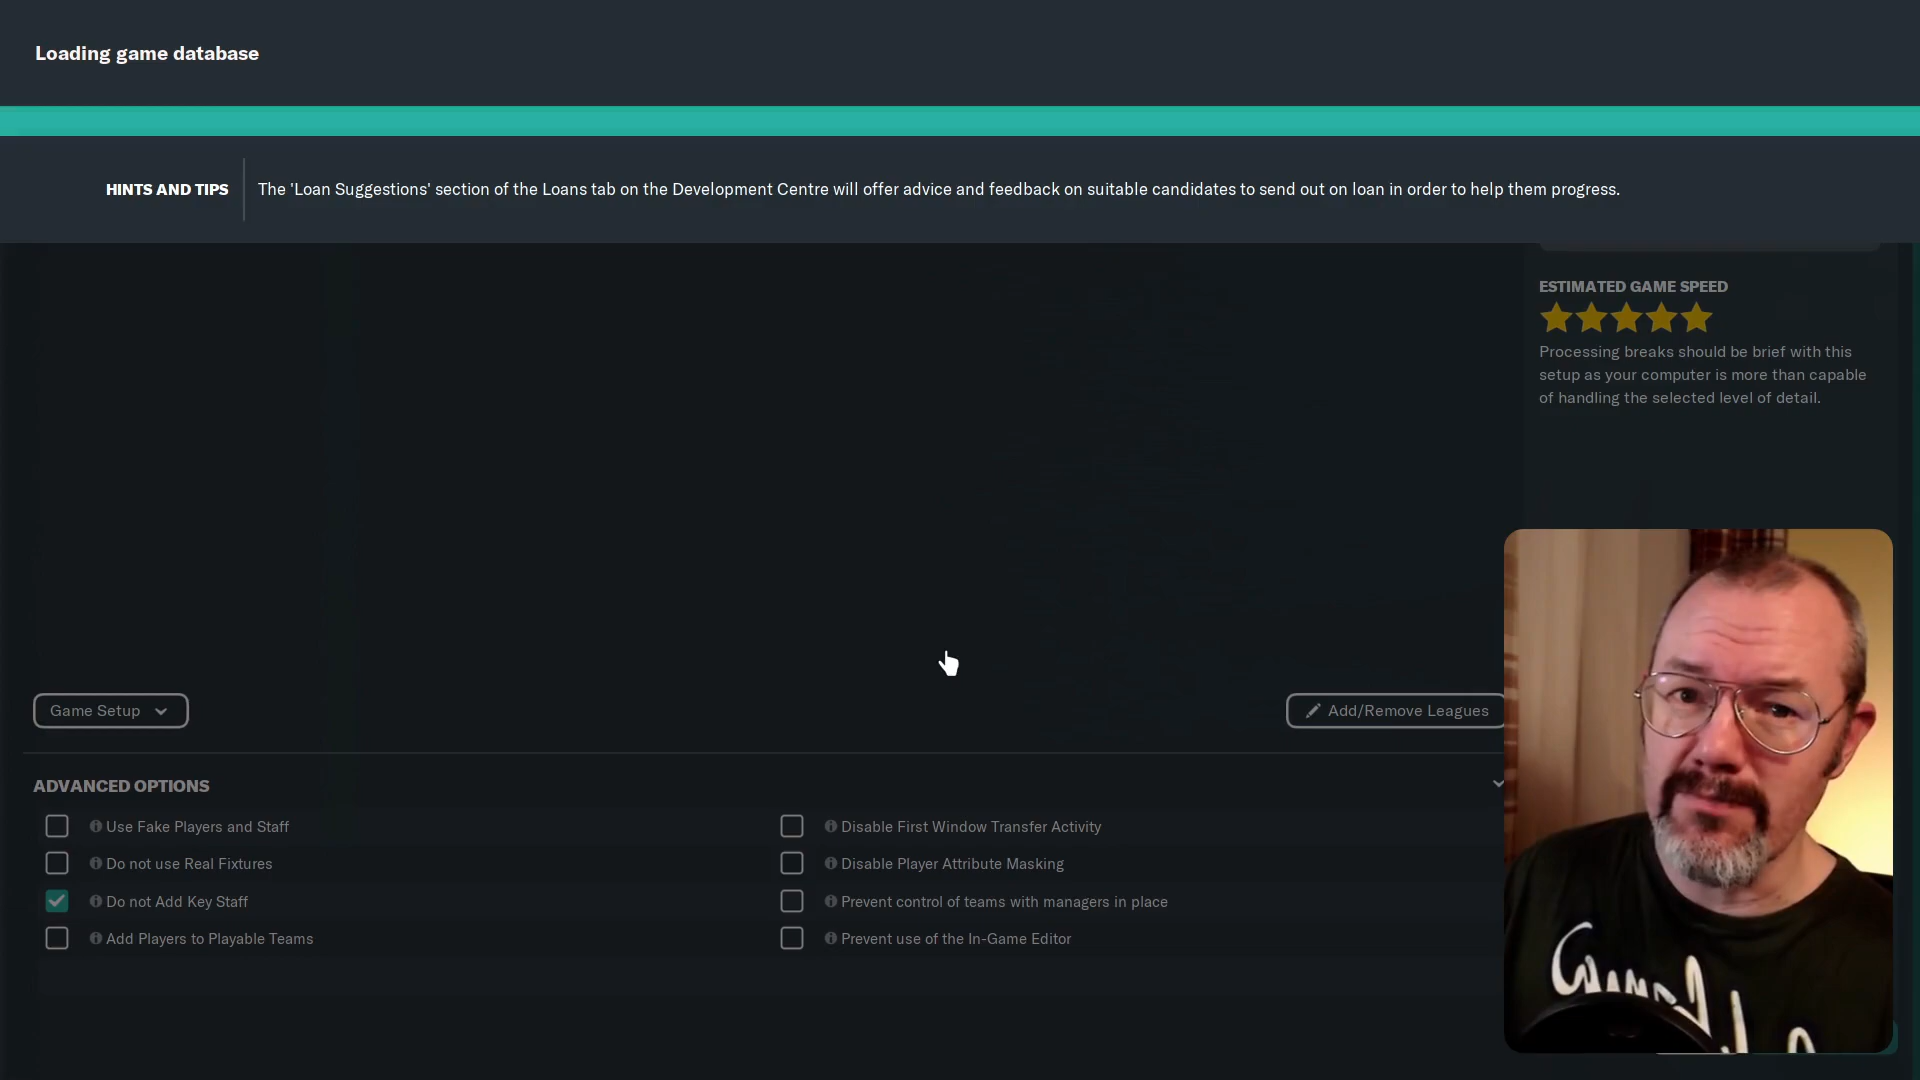 Loading game database
HINTS AND TIPS
The 'Loan Suggestions' section of the Loans tab on the Development Centre will offer advice and feedback on suitable candidates to send out on loan in order to help them progress.
ESTIMATED GAME SPEED
Processing breaks should be brief with this
setup as your computer is more than capable
of handling the selected level of detail.
Game Setup
Add/Remove Leagues
ADVANCED OPTIONS
Use Fake Players and Staff
Disable First Window Transfer Activity
Do not use Real Fixtures
Disable Player Attribute Masking
Do not Add Key Staff
Prevent control of teams with managers in place
Add Players to Playable Teams
Prevent use of the In-Game Editor